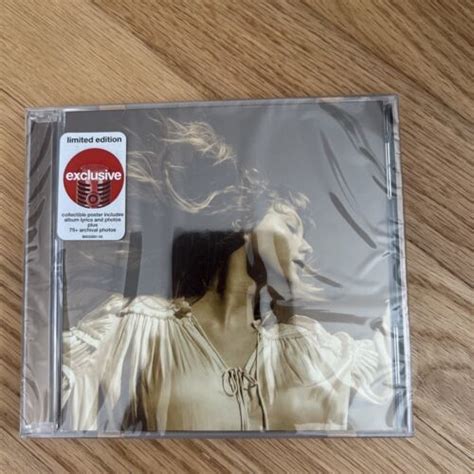 limited edition
exclusive
collectible poster includes
album lyrics and photos
plus
75+ archival photos